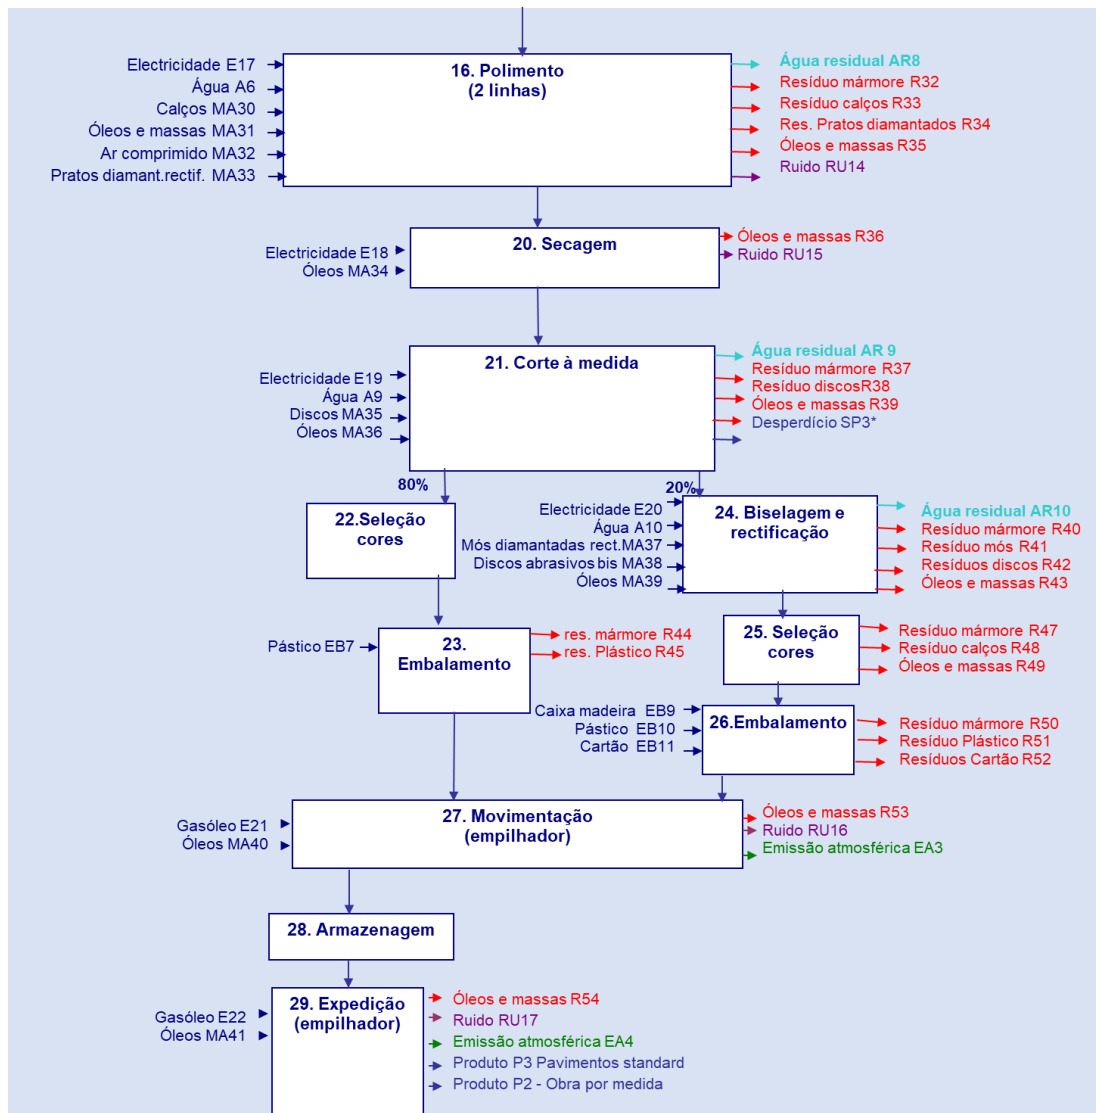 Electricidade E17
Água A6
Calços MA30
Óleos e massas MA31
Ar comprimido MA32
Pratos diamant.rectif. MA33
16. Polimento
(2 linhas)
Água residual AR8
Resíduo mármore R32
Resíduo calços R33
Res. Pratos diamantados R34
Óleos e massas R35
Ruido RU14
Electricidade E18
Óleos MA34
20. Secagem
Óleos e massas R36
Ruido RU15
Electricidade E19
Água A9
Discos MA35
Óleos MA36
21. Corte à medida
Água residual AR 9
Resíduo mármore R37
Resíduo discosR38
Óleos e massas R39
Desperdício SP3*
80%
20%
22.Seleção
cores
Electricidade E20
Água A10
Mós diamantadas rect.MA37
Discos abrasivos bis MA38
Óleos MA39
24. Biselagem e
rectificação
Água residual AR10
Resíduo mármore R40
Resíduo mós R41
Resíduos discos R42
Óleos e massas R43
Pástico EB7
23.
Embalamento
res. mármore R44
res. Plástico R45
25. Seleção
cores
Resíduo mármore R47
Resíduo calços R48
Óleos e massas R49
Caixa madeira EB9
Pástico EB10
Cartão EB11
26.Embalamento
Resíduo mármore R50
Resíduo Plástico R51
Resíduos Cartão R52
Gasóleo E21
Óleos MA40
27. Movimentação
(empilhador)
Óleos e massas R53
Ruido RU16
Emissão atmosférica EA3
28. Armazenagem
Gasóleo E22
Óleos MA41
29. Expedição
(empilhador)
Óleos e massas R54
Ruido RU17
Emissão atmosférica EA4
Produto P3 Pavimentos standard
Produto P2 - Obra por medida